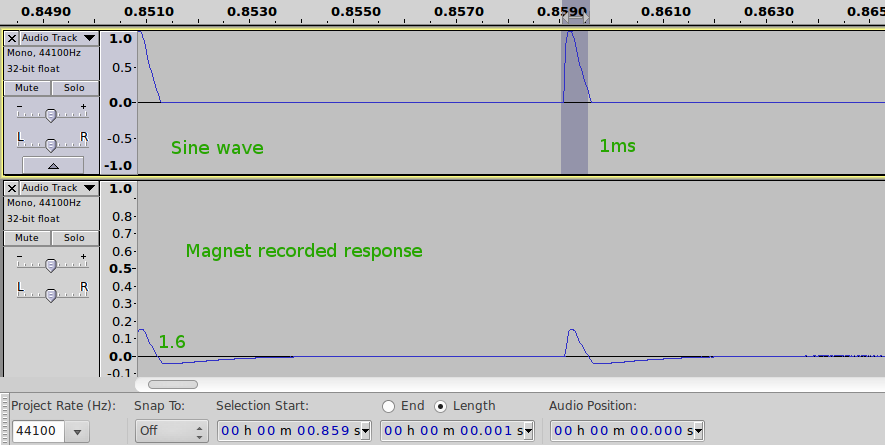 0.8490 0.8510 0.8530 0.8550 0.8570 0.8590 0.8610 0.8630 0.865
X Audio Track
Mono, 44100Hz
32-bit float
Mute Solo
- +
L R
1.0
0.5-
0.0-
-0.5-
-1.0
Sine wave
1ms
X Audio Track
Mono, 44100Hz
32-bit float
Mute Solo
- +
L R
1.0
0.8-
0.7-
0.6-
0.5-
0.4-
0.3-
0.2-
0.1-
0.0-
-0.1
Magnet recorded response
1.6
Project Rate (Hz): Snap To: Selection Start: End Length Audio Position:
44100 Off 00 h 00 m 00.859 s 00 h 00 m 00.001 s 00 h 00 m 00.000 s